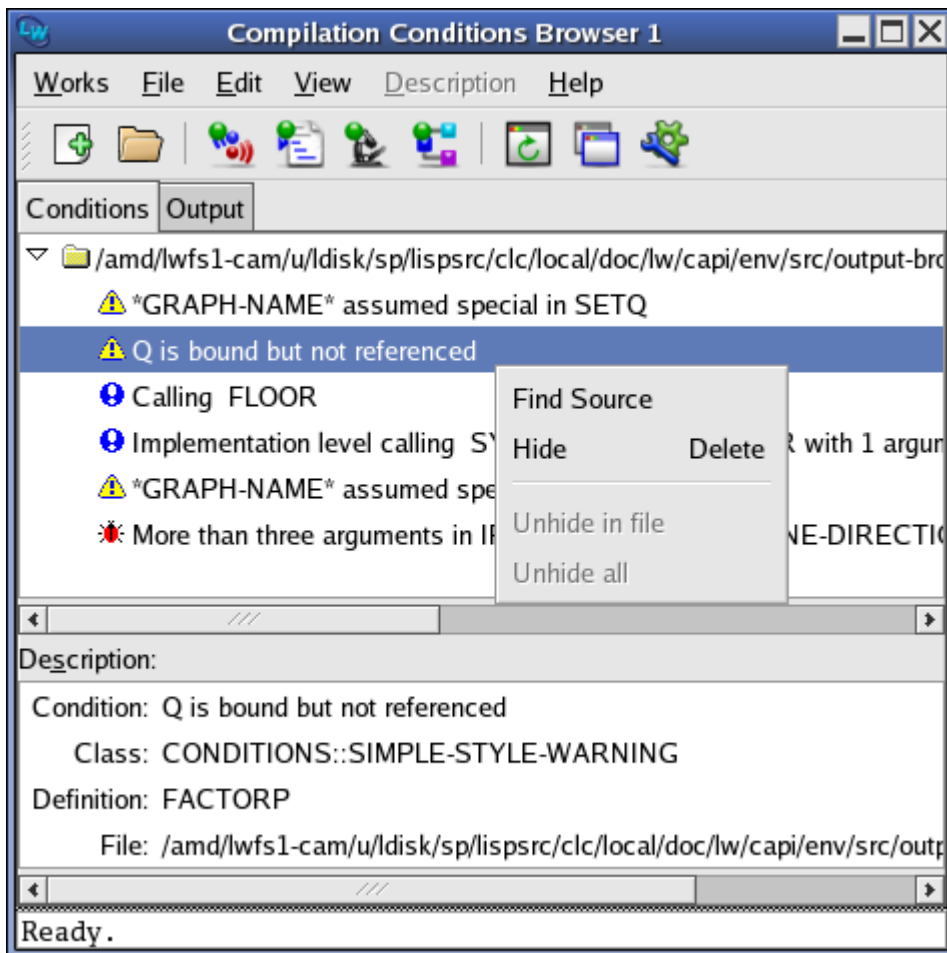 LW Compilation Conditions Browser 1
Works File Edit View Description Help
Conditions Output
/amd/lwfs1-cam/u/ldisk/sp/lispsrc/clc/local/doc/lw/capi/env/src/output-bro
*GRAPH-NAME* assumed special in SETQ
Q is bound but not referenced
Calling FLOOR
Implementation level calling with 1 argum
*GRAPH-NAME* assumed spe
More than three arguments in NE-DIRECTIO
Find Source
Hide Delete
Unhide in file
Unhide all
Description:
Condition: Q is bound but not referenced
Class: CONDITIONS::SIMPLE-STYLE-WARNING
Definition: FACTORP
File: /amd/lwfs1-cam/u/ldisk/sp/lispsrc/clc/local/doc/lw/capi/env/src/outp
Ready.